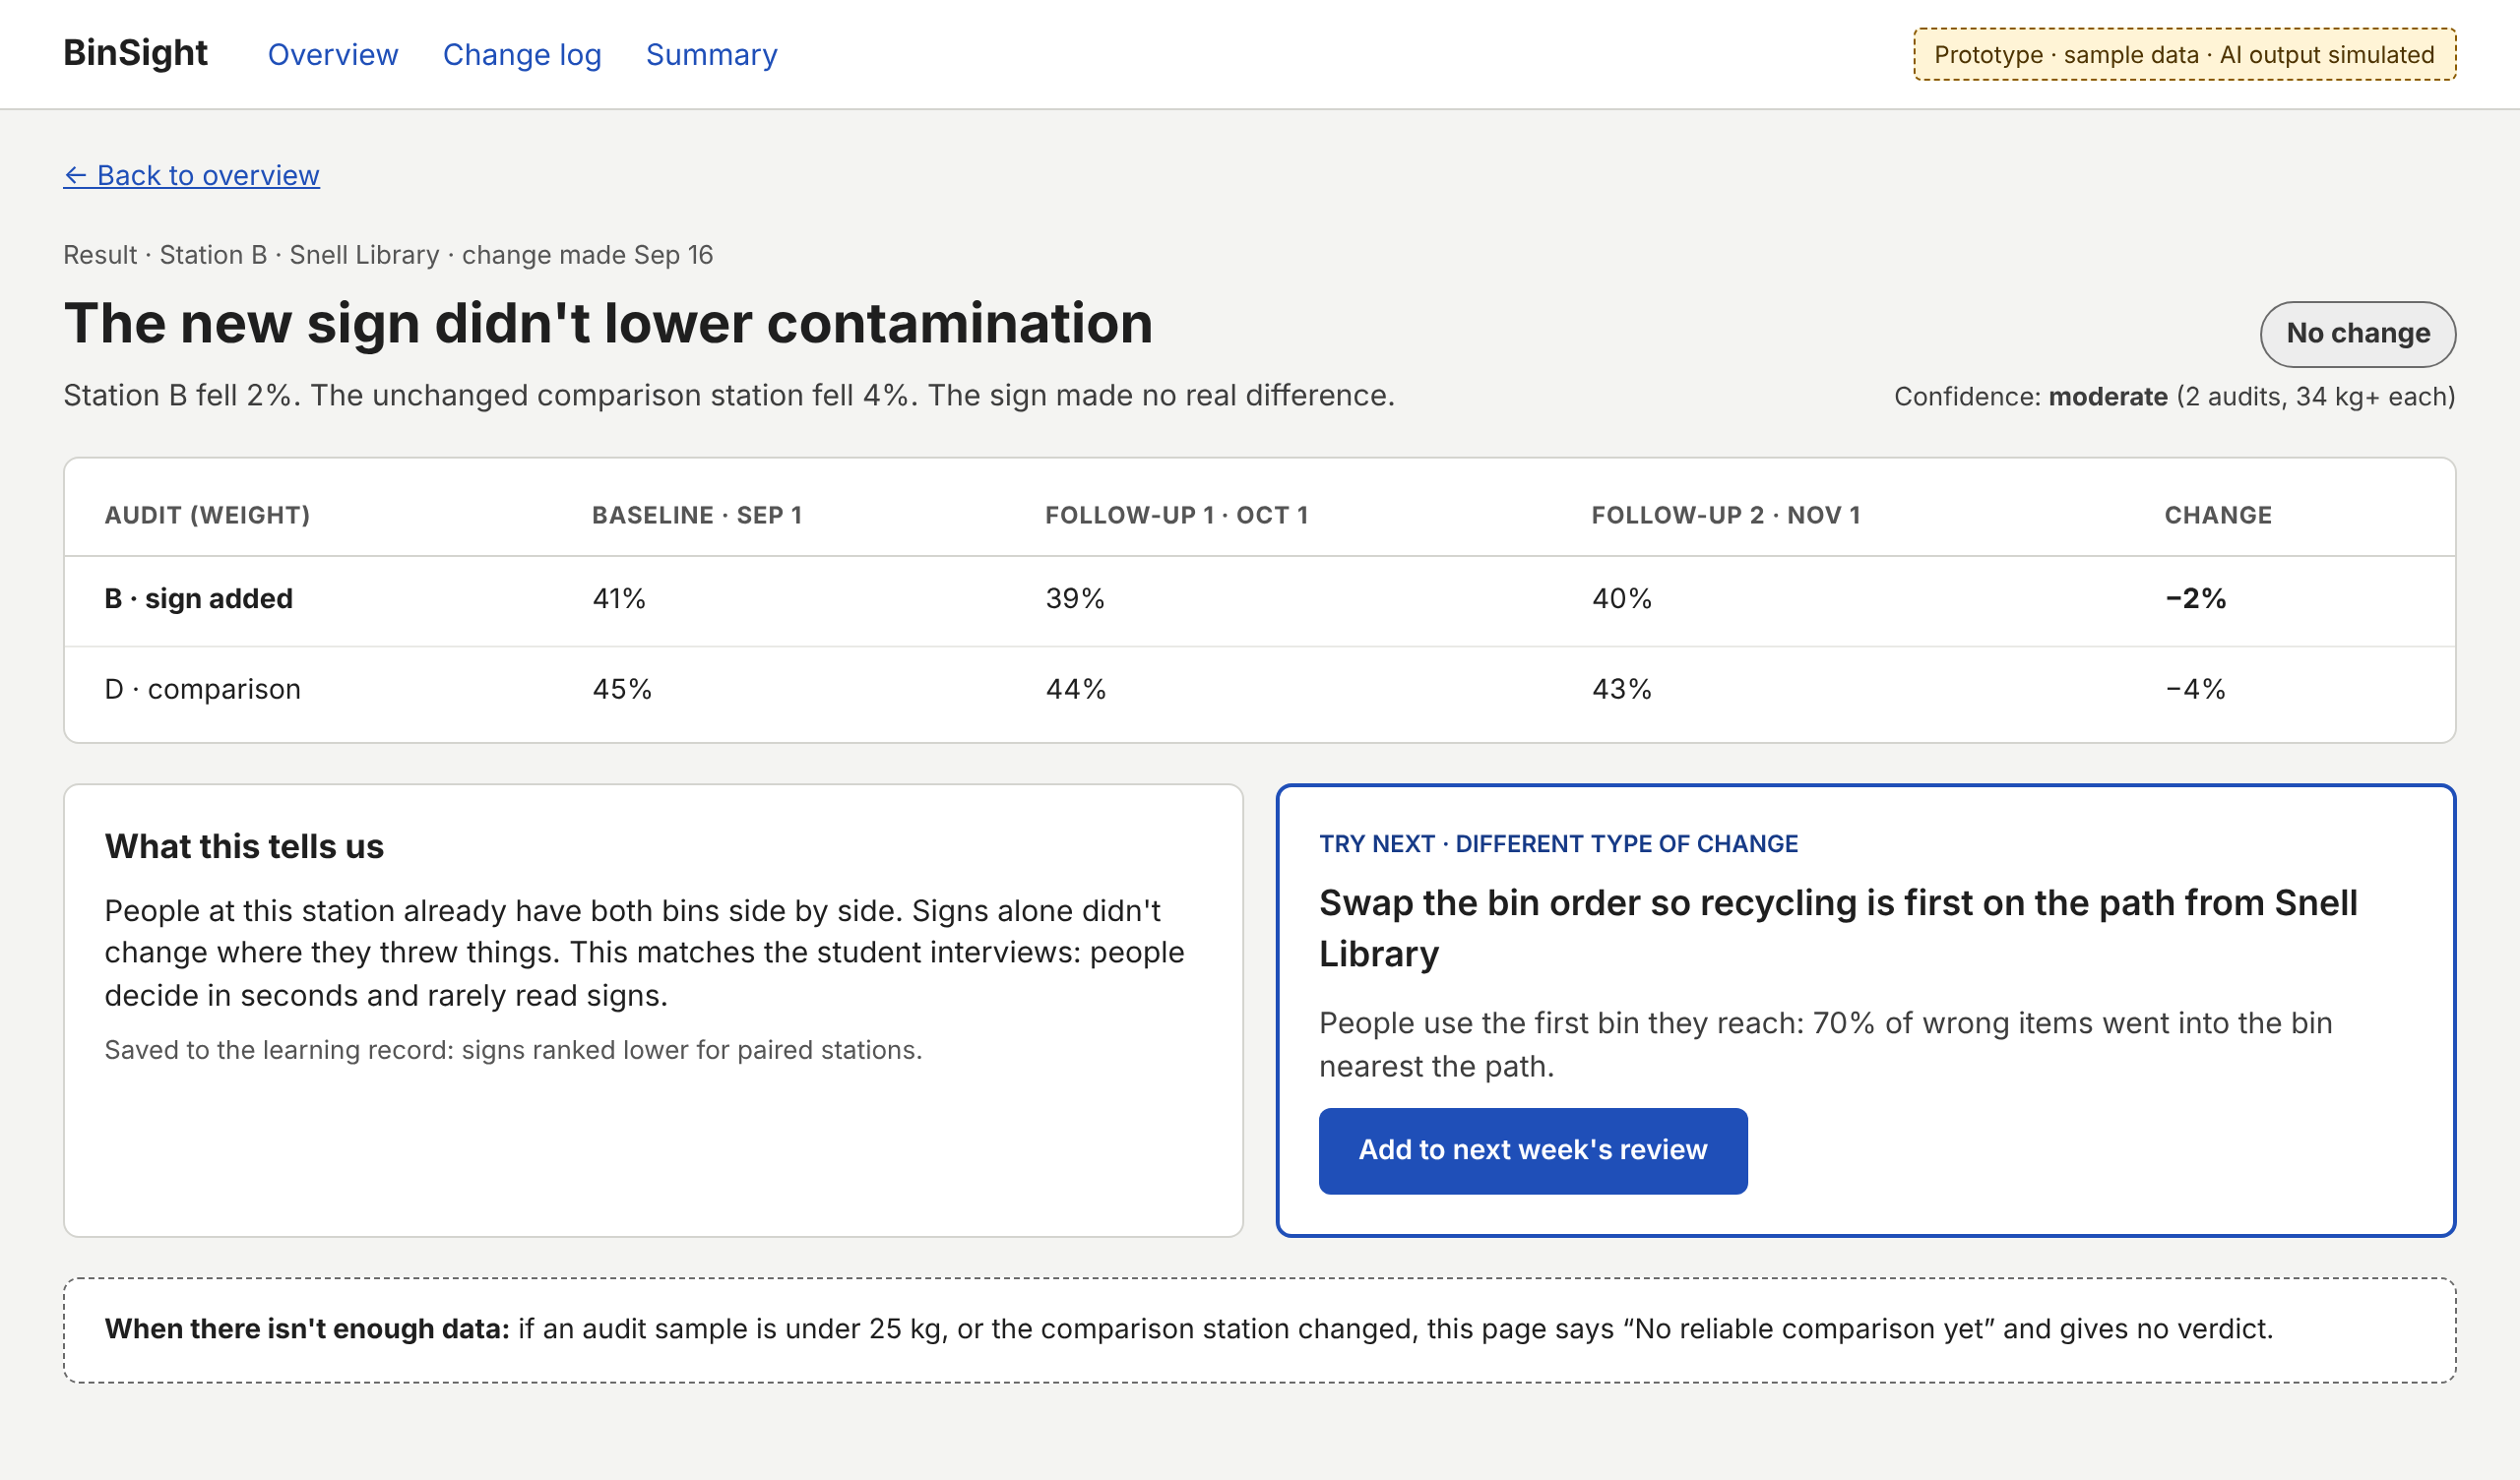 BinSight Overview Change log Summary Prototype · sample data · AI output simulated
← Back to overview
Result · Station B · Snell Library · change made Sep 16
The new sign didn't lower contamination
No change
Station B fell 2%. The unchanged comparison station fell 4%. The sign made no real difference.
Confidence: moderate (2 audits, 34 kg+ each)
AUDIT (WEIGHT) BASELINE · SEP 1 FOLLOW-UP 1 · OCT 1 FOLLOW-UP 2 · NOV 1 CHANGE
B · sign added 41% 39% 40% −2%
D · comparison 45% 44% 43% −4%
What this tells us
People at this station already have both bins side by side. Signs alone didn't
change where they threw things. This matches the student interviews: people
decide in seconds and rarely read signs.
Saved to the learning record: signs ranked lower for paired stations.
TRY NEXT · DIFFERENT TYPE OF CHANGE
Swap the bin order so recycling is first on the path from Snell
Library
People use the first bin they reach: 70% of wrong items went into the bin
nearest the path.
Add to next week's review
When there isn't enough data: if an audit sample is under 25 kg, or the comparison station changed, this page says “No reliable comparison yet” and gives no verdict.